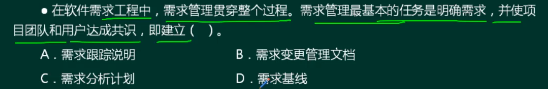 ● 在软件需求工程中，需求管理贯穿整个过程。需求管理最基本的任务是明确需求，并使项
目团队和用户达成共识，即建立（　）。
A．需求跟踪说明　　B．需求变更管理文档
C．需求分析计划　　D．需求基线